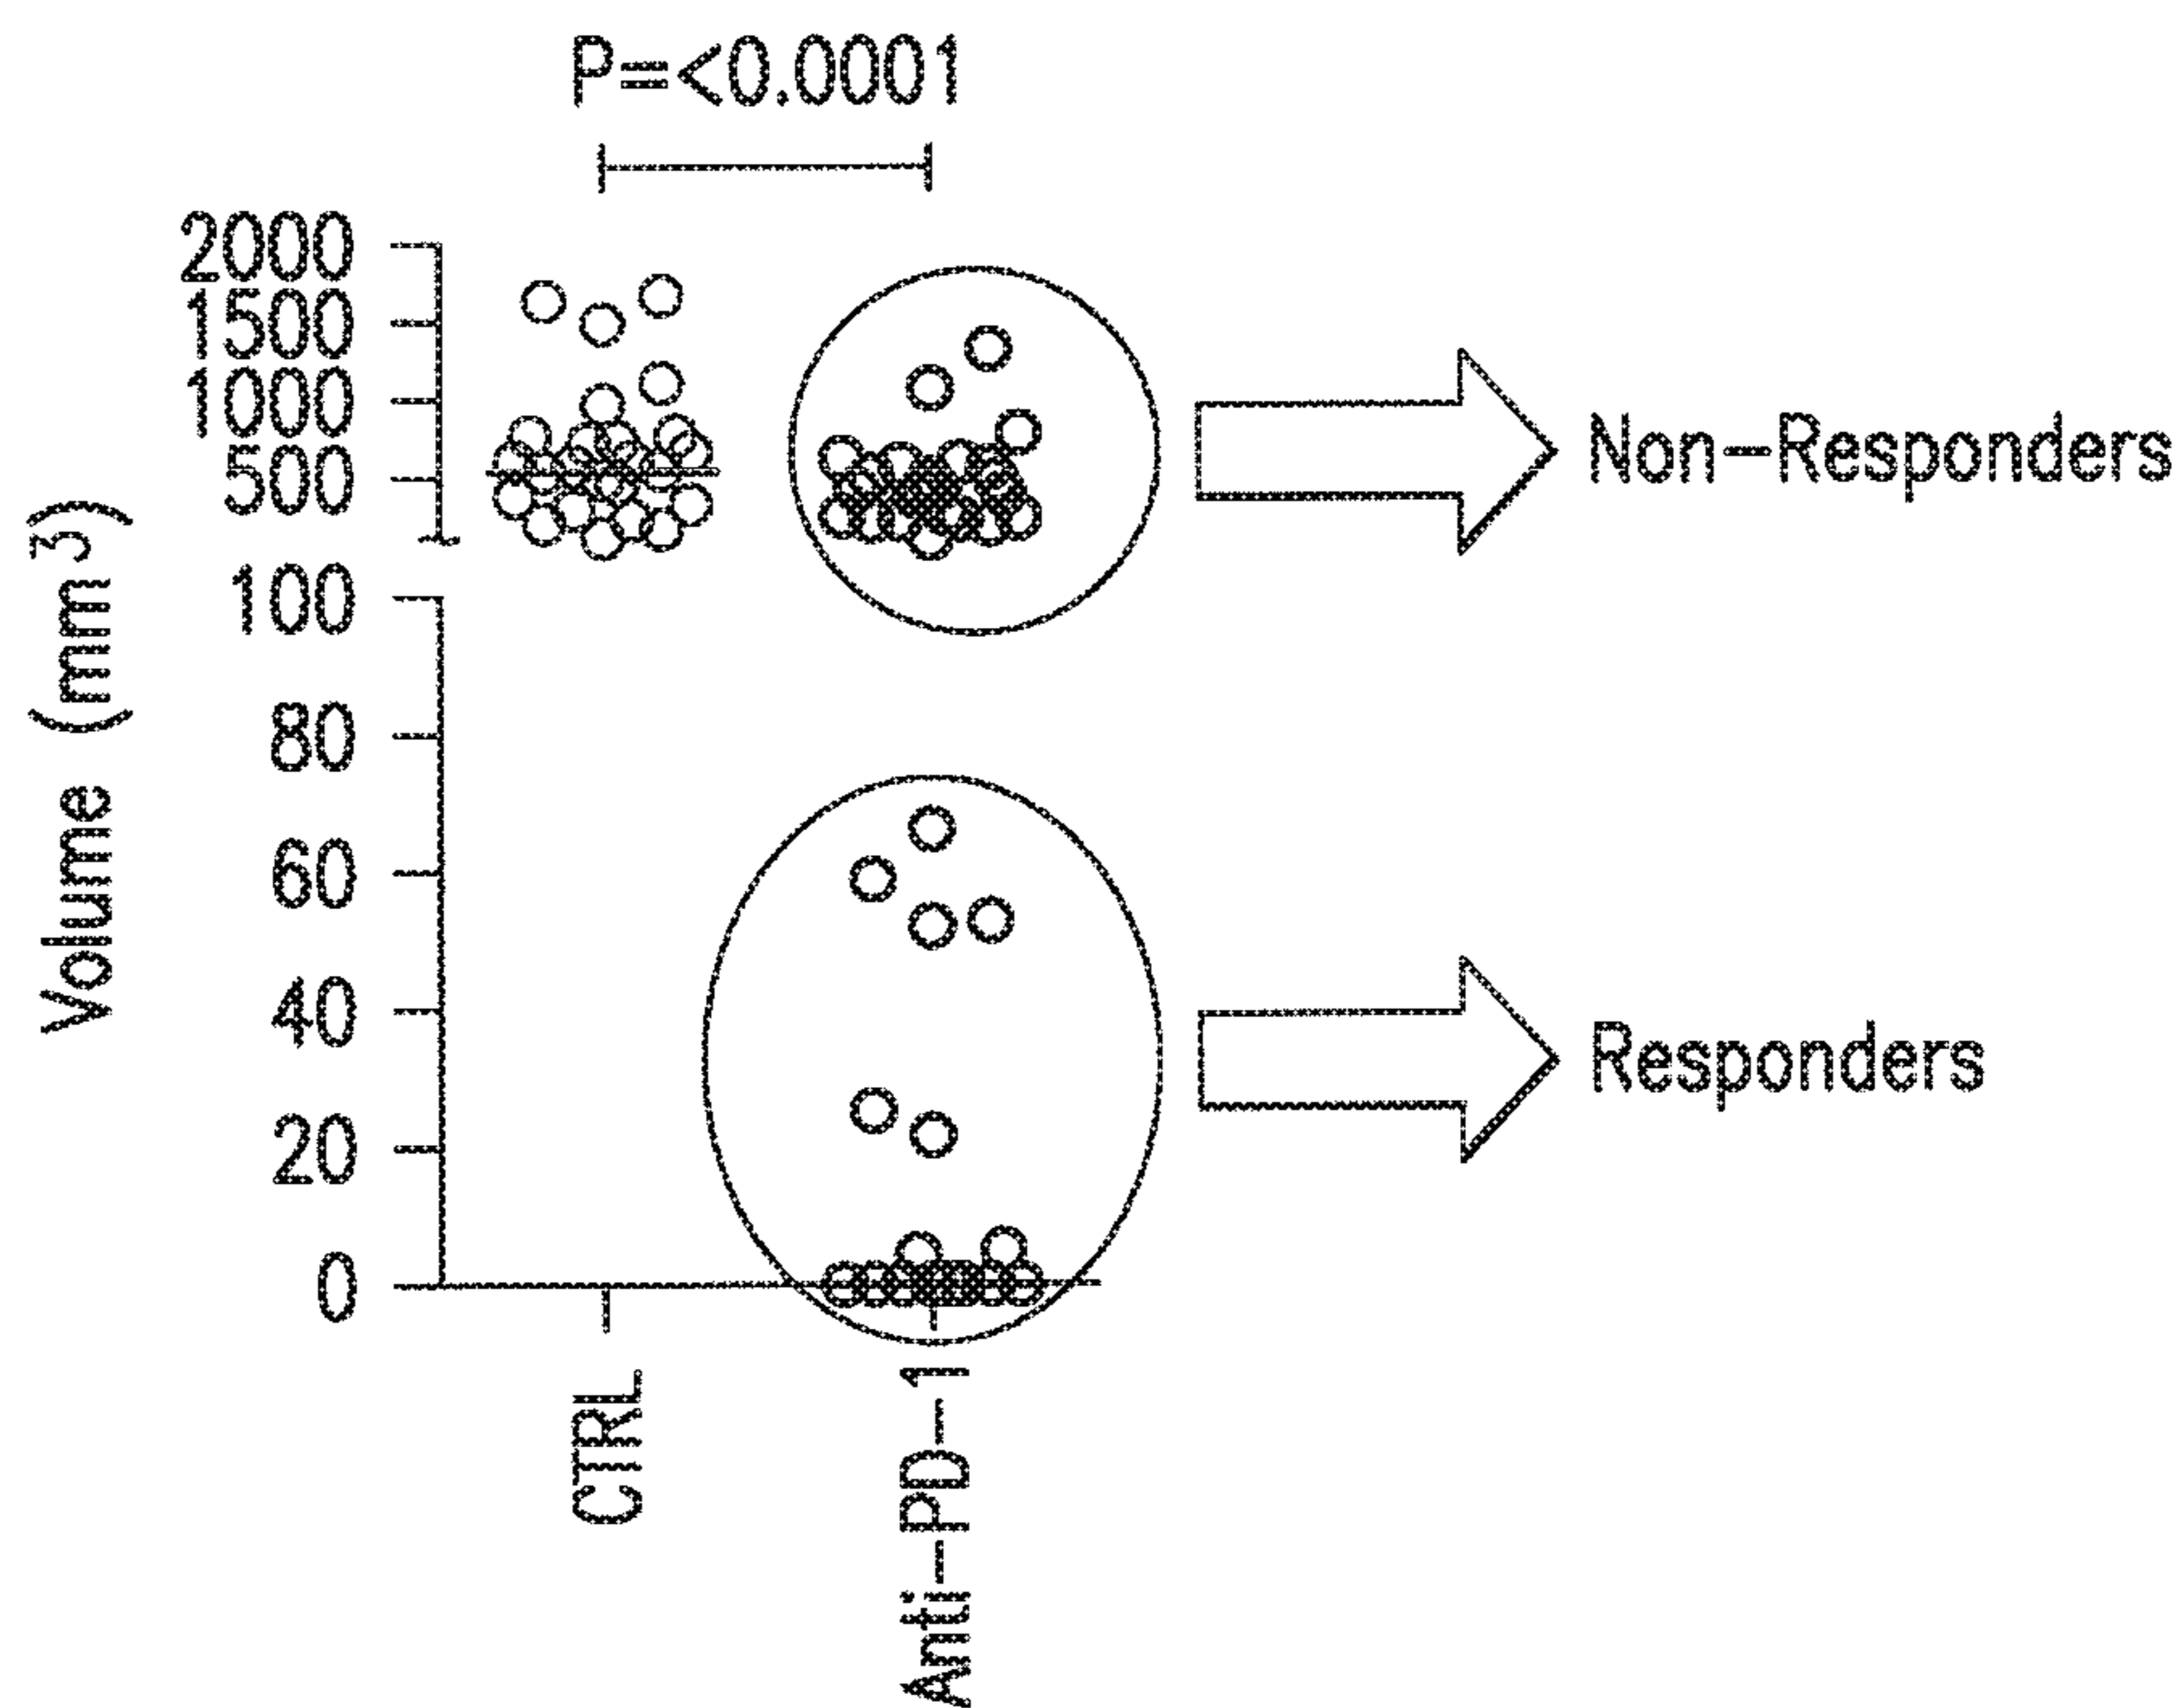 P=<0.0001
2000
1500
1000
500
100
80
60
40
20
0
Volume (mm³)
Non-Responders
Responders
CTRL
Anti-PD-1